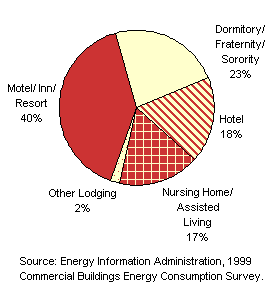 Dormitory/
Fraternity/
Sorority
23%
Motel/Inn/
Resort
40%
Hotel
18%
Other Lodging
2%
Nursing Home/
Assisted
Living
17%
Source: Energy Information Administration, 1999
Commercial Buildings Energy Consumption Survey.